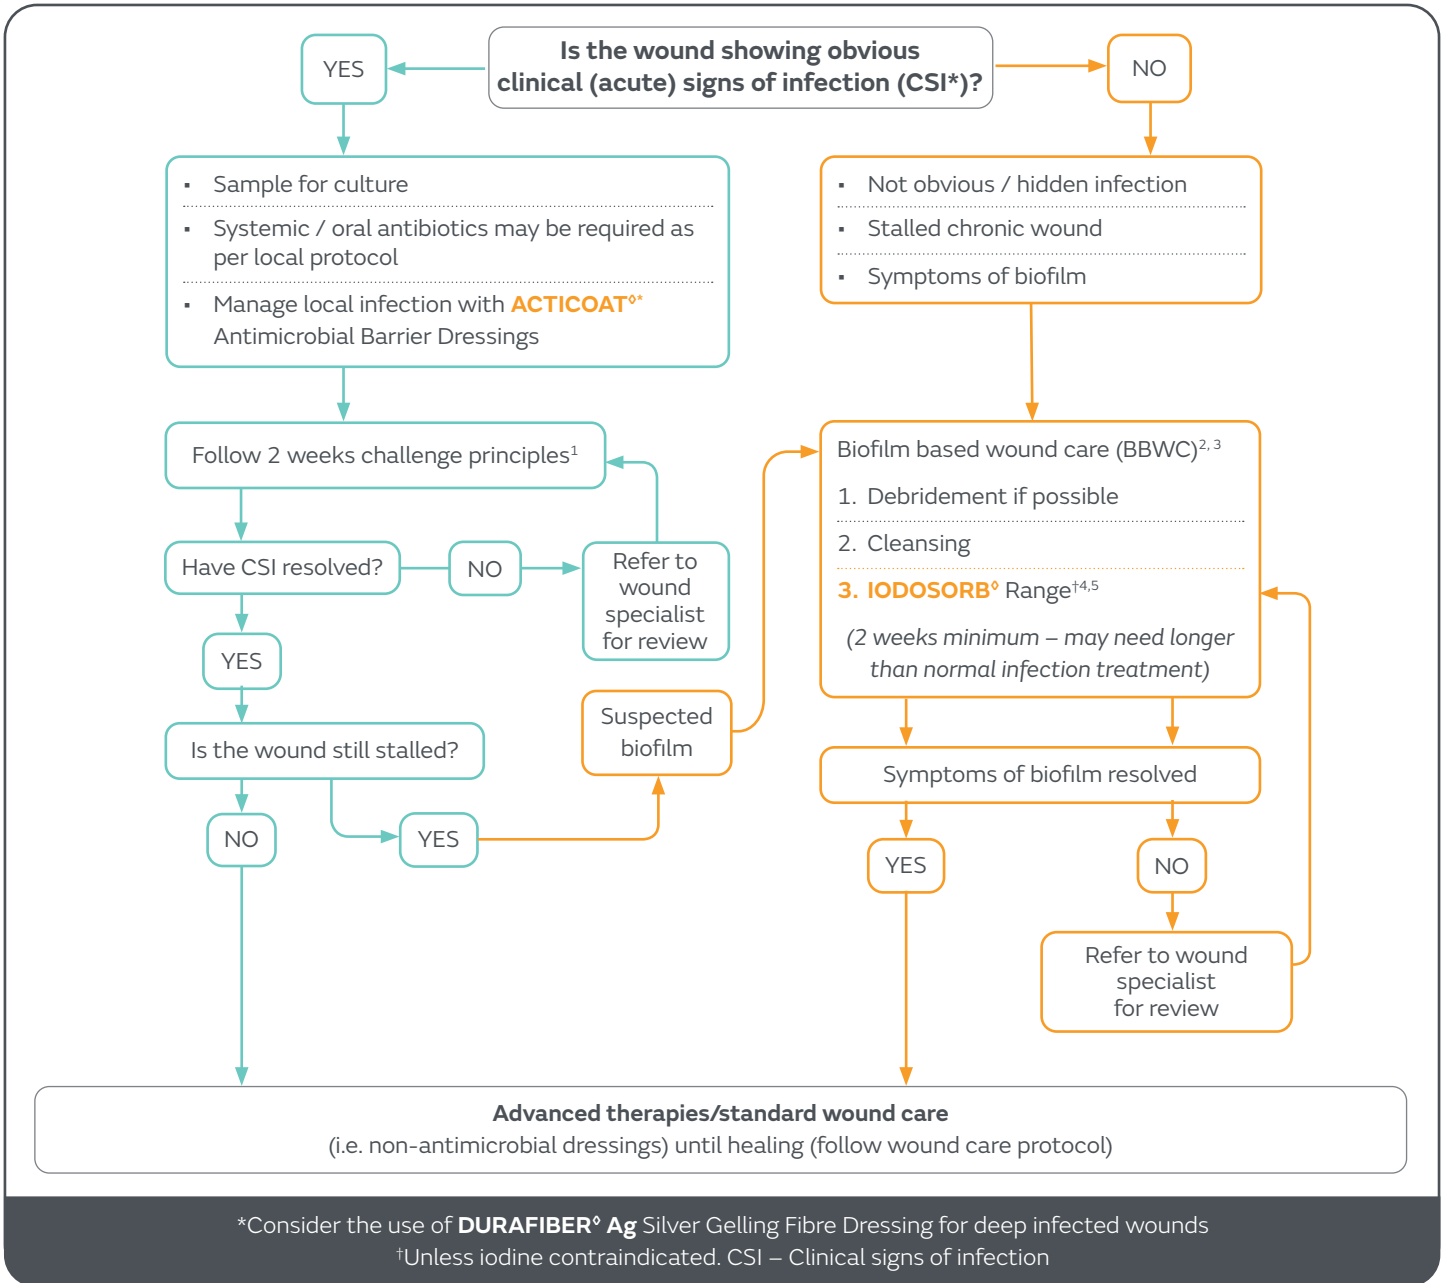 Is the wound showing obvious
clinical (acute) signs of infection (CSI*)?
YES
NO
▪ Sample for culture
▪ Systemic / oral antibiotics may be required as
per local protocol
▪ Manage local infection with ACTICOAT◊*
Antimicrobial Barrier Dressings
▪ Not obvious / hidden infection
▪ Stalled chronic wound
▪ Symptoms of biofilm
Follow 2 weeks challenge principles1
Have CSI resolved?
NO
Refer to
wound
specialist
for review
YES
Is the wound still stalled?
NO
YES
Suspected
biofilm
Biofilm based wound care (BBWC)2, 3
1. Debridement if possible
2. Cleansing
3. IODOSORB◊ Range†4,5
(2 weeks minimum – may need longer
than normal infection treatment)
Symptoms of biofilm resolved
YES
NO
Refer to wound
specialist
for review
Advanced therapies/standard wound care
(i.e. non-antimicrobial dressings) until healing (follow wound care protocol)
*Consider the use of DURAFIBER◊ Ag Silver Gelling Fibre Dressing for deep infected wounds
†Unless iodine contraindicated. CSI – Clinical signs of infection